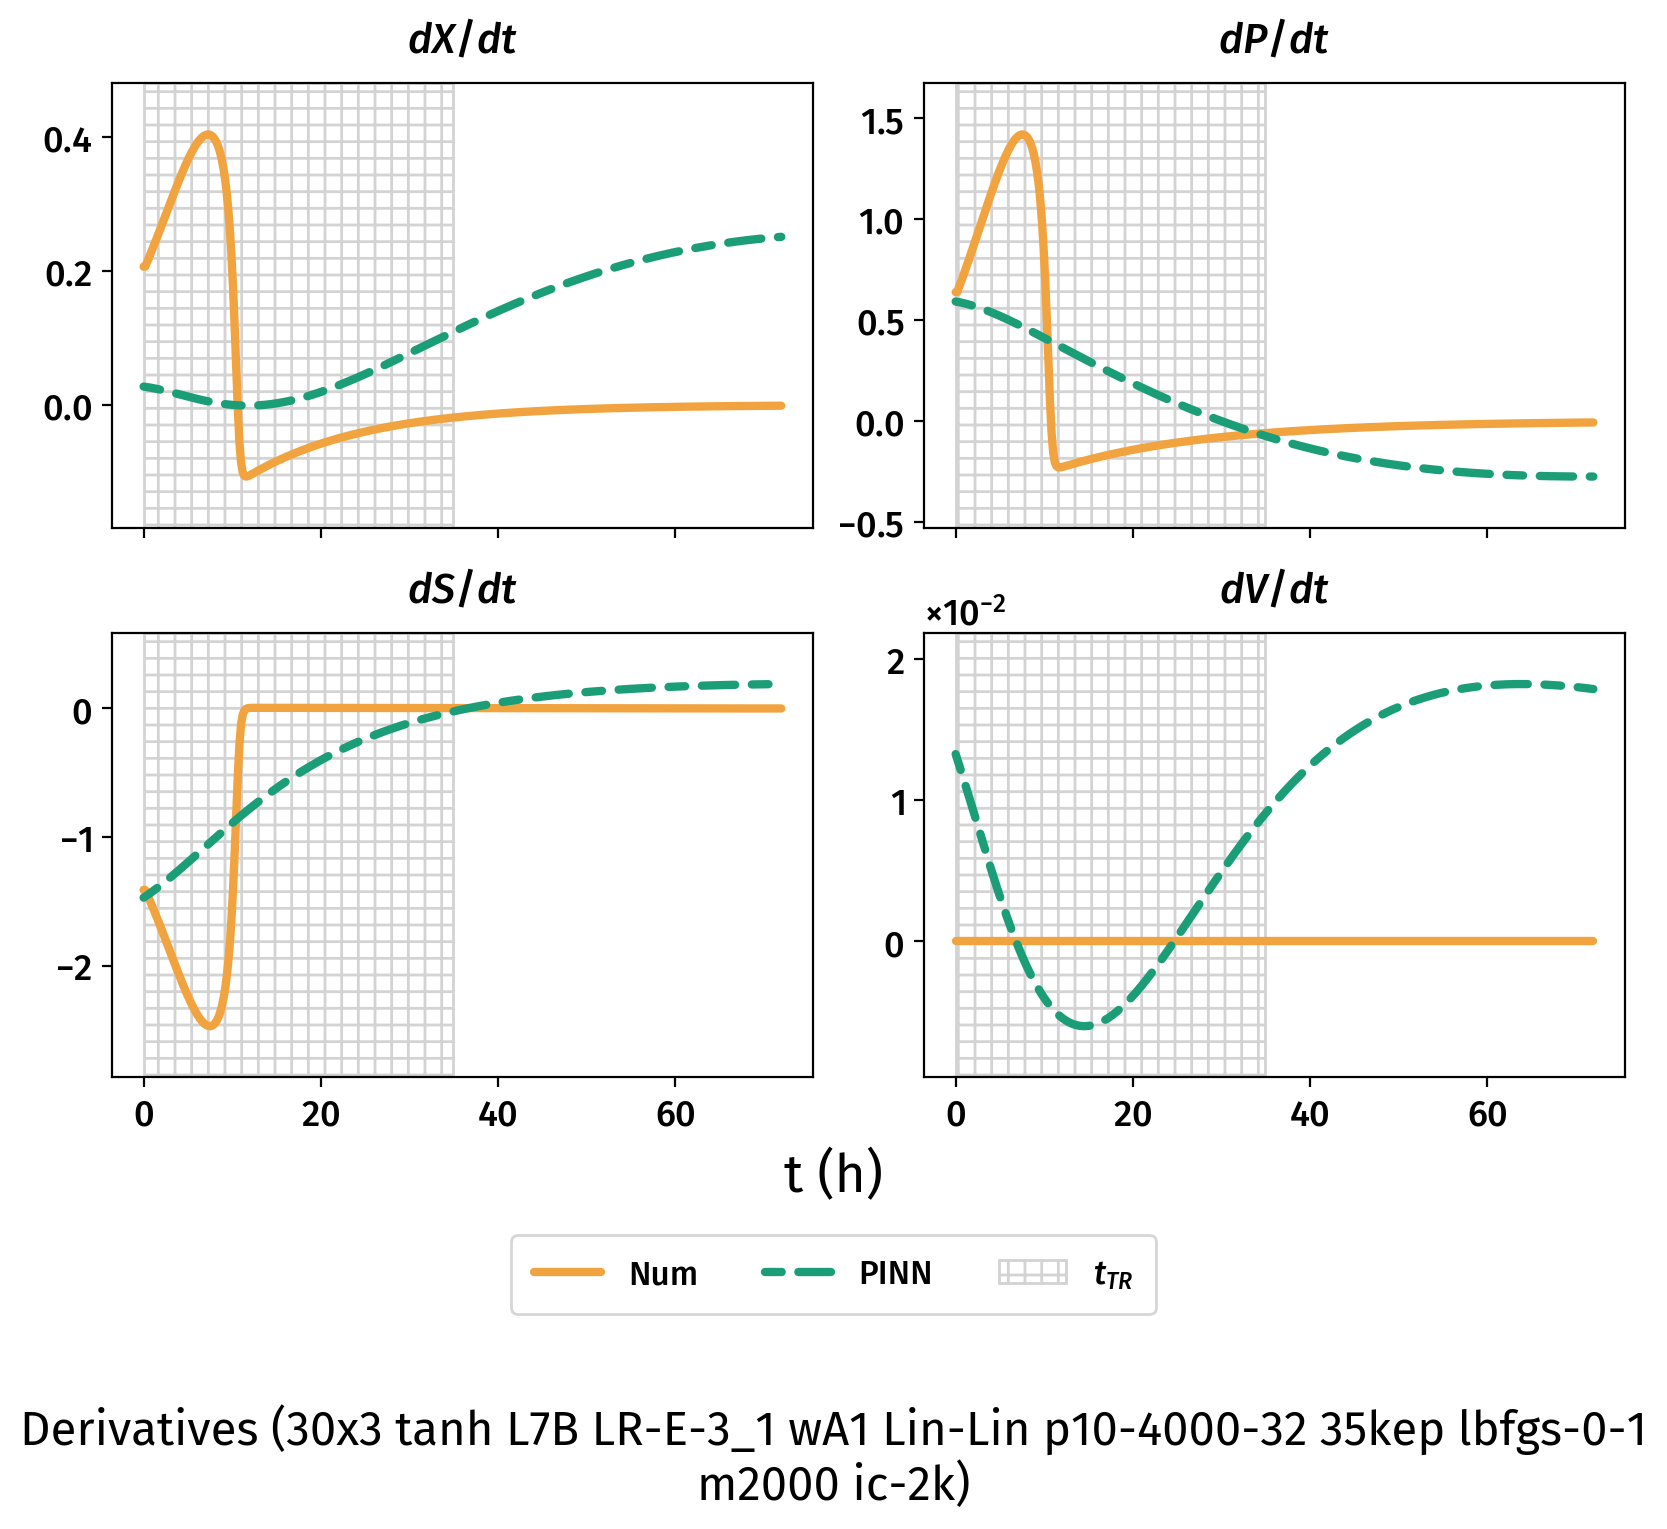 dX/dt
dP/dt
0.4
0.2
0.0
1.5
1.0
0.5
0.0
−0.5
dS/dt
dV/dt
×10⁻²
0
−1
−2
2
1
0
0 20 40 60
0 20 40 60
t (h)
Num PINN t_TR
Derivatives (30x3 tanh L7B LR-E-3_1 wA1 Lin-Lin p10-4000-32 35kep lbfgs-0-1
m2000 ic-2k)